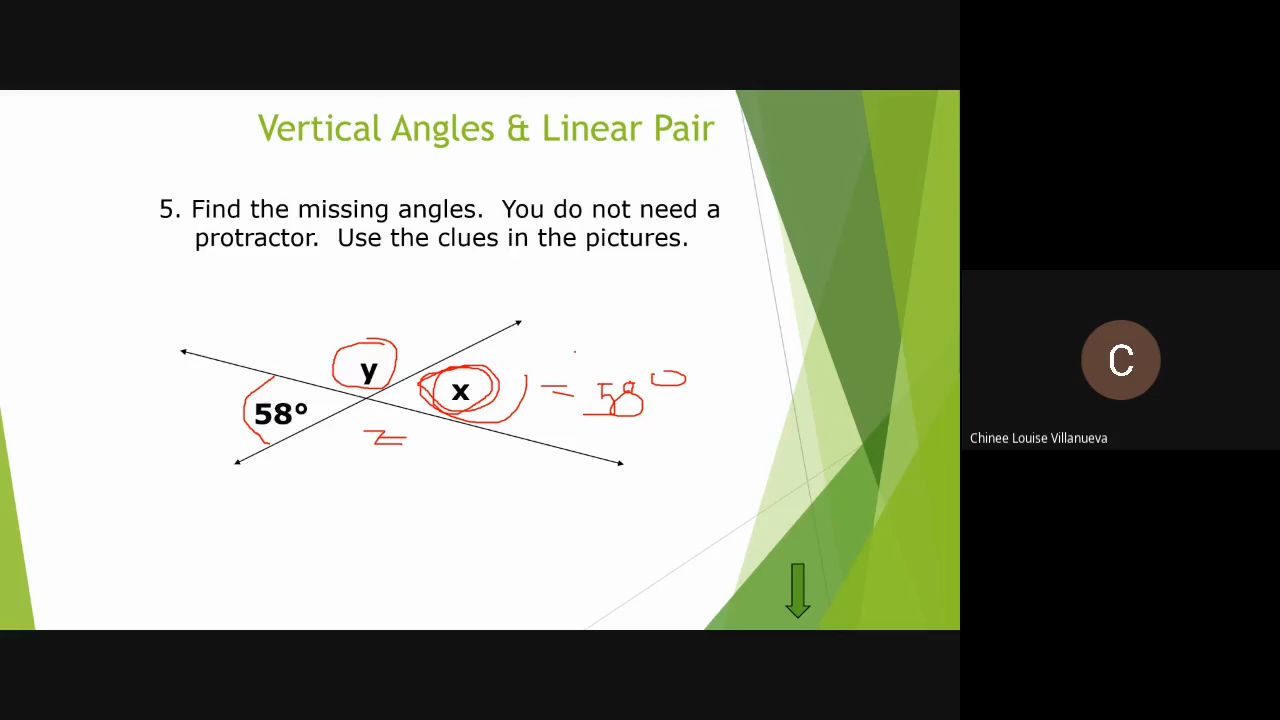 Vertical Angles & Linear Pair
5. Find the missing angles. You do not need a
protractor. Use the clues in the pictures.
y
x
= 58°
58°
z
C
Chinee Louise Villanueva